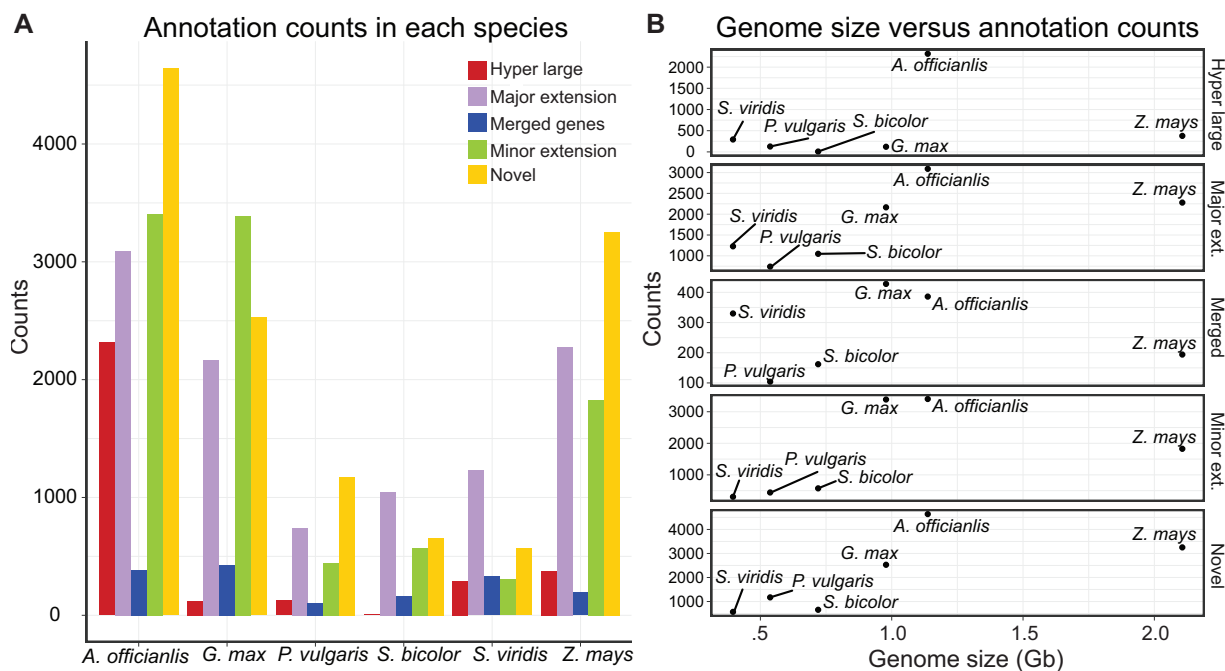 A
Annotation counts in each species
Counts
4000
3000
2000
1000
0
Hyper large
Major extension
Merged genes
Minor extension
Novel
A. officianlis
G. max
P. vulgaris
S. bicolor
S. viridis
Z. mays
B
Genome size versus annotation counts
Counts
2000
1500
1000
500
0
S. viridis
P. vulgaris
S. bicolor
G. max
A. officianlis
Z. mays
Hyper large
3000
2500
2000
1500
1000
S. viridis
P. vulgaris
S. bicolor
G. max
A. officianlis
Z. mays
Major ext.
400
300
200
100
S. viridis
P. vulgaris
S. bicolor
G. max
A. officianlis
Z. mays
Merged
3000
2000
1000
S. viridis
P. vulgaris
S. bicolor
G. max
A. officianlis
Z. mays
Minor ext.
4000
3000
2000
1000
S. viridis
P. vulgaris
S. bicolor
G. max
A. officianlis
Z. mays
Novel
.5
1.0
1.5
2.0
Genome size (Gb)